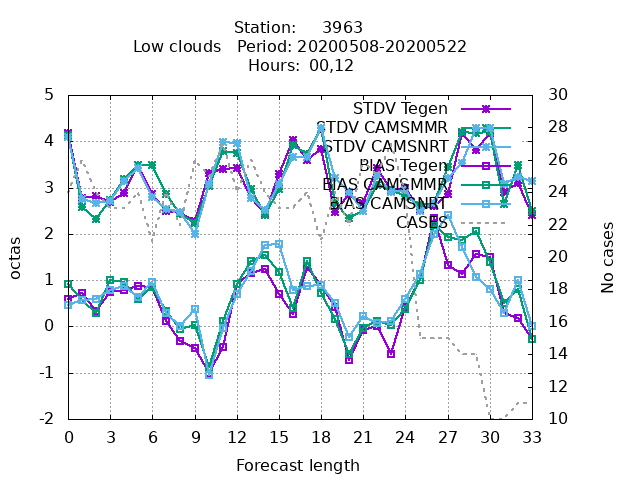 Station:     3963
Low clouds   Period: 20200508-20200522
Hours:  00,12
STDV Tegen
STDV CAMSMMR
STDV CAMSNRT
BIAS Tegen
BIAS CAMSMMR
BIAS CAMSNRT
CASES
5
4
3
2
1
0
-1
-2
octas
30
28
26
24
22
20
18
16
14
12
10
No cases
0 3 6 9 12 15 18 21 24 27 30 33
Forecast length